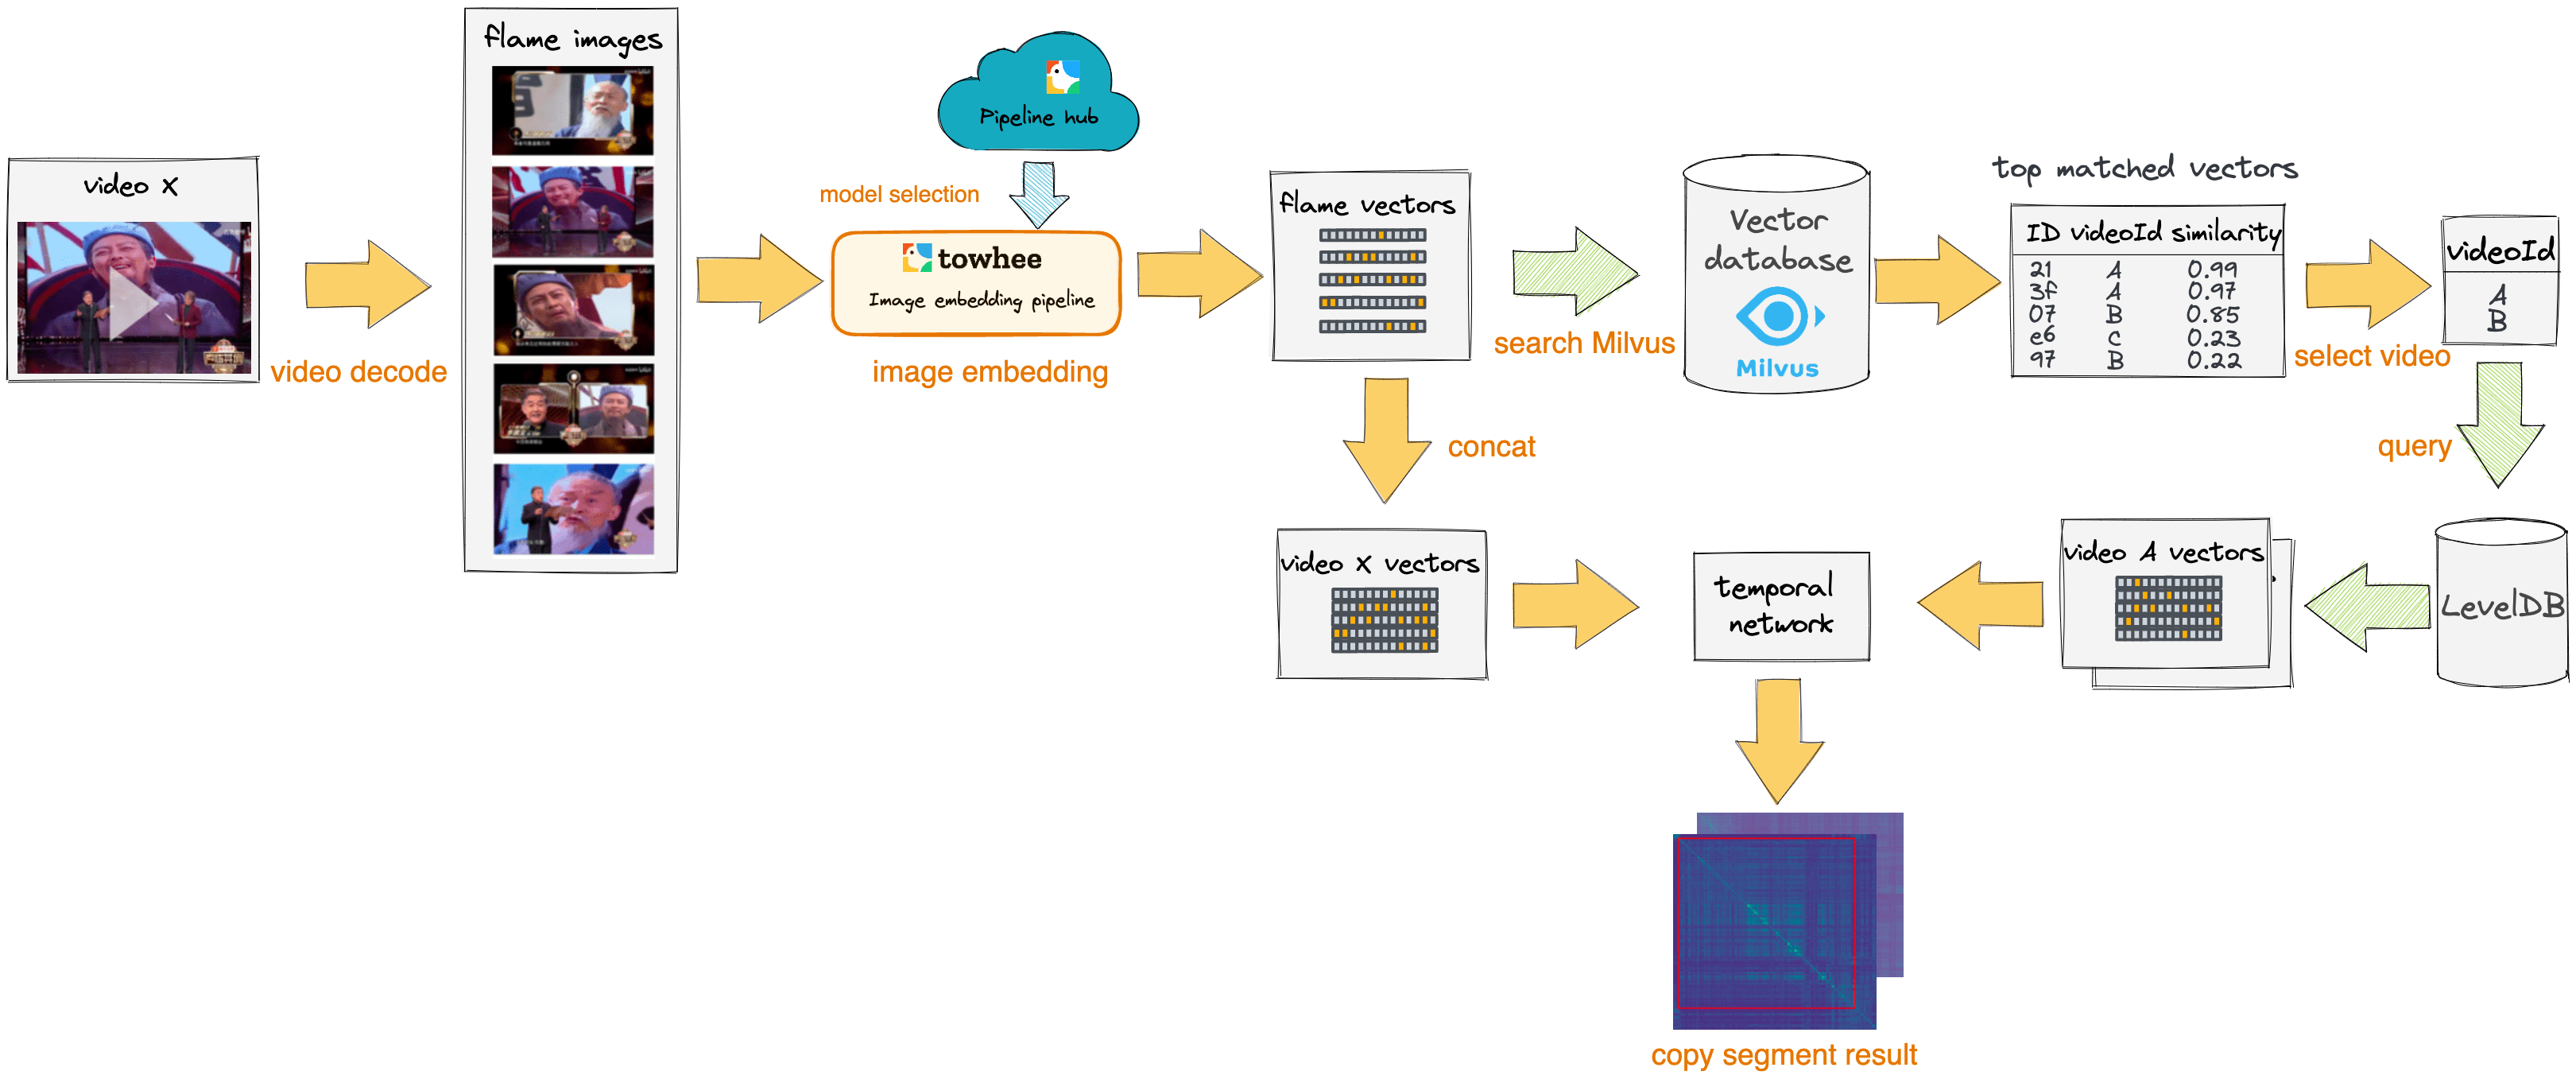 video X
video decode
flame images
Pipeline hub
model selection
towhee
Image embedding pipeline
image embedding
flame vectors
search Milvus
Vector
database
Milvus
top matched vectors
ID videoId similarity
21 A 0.99
3f A 0.97
07 B 0.85
e6 C 0.23
97 B 0.22
select video
videoId
A
B
concat
query
video X vectors
temporal
network
video A vectors
LevelDB
copy segment result